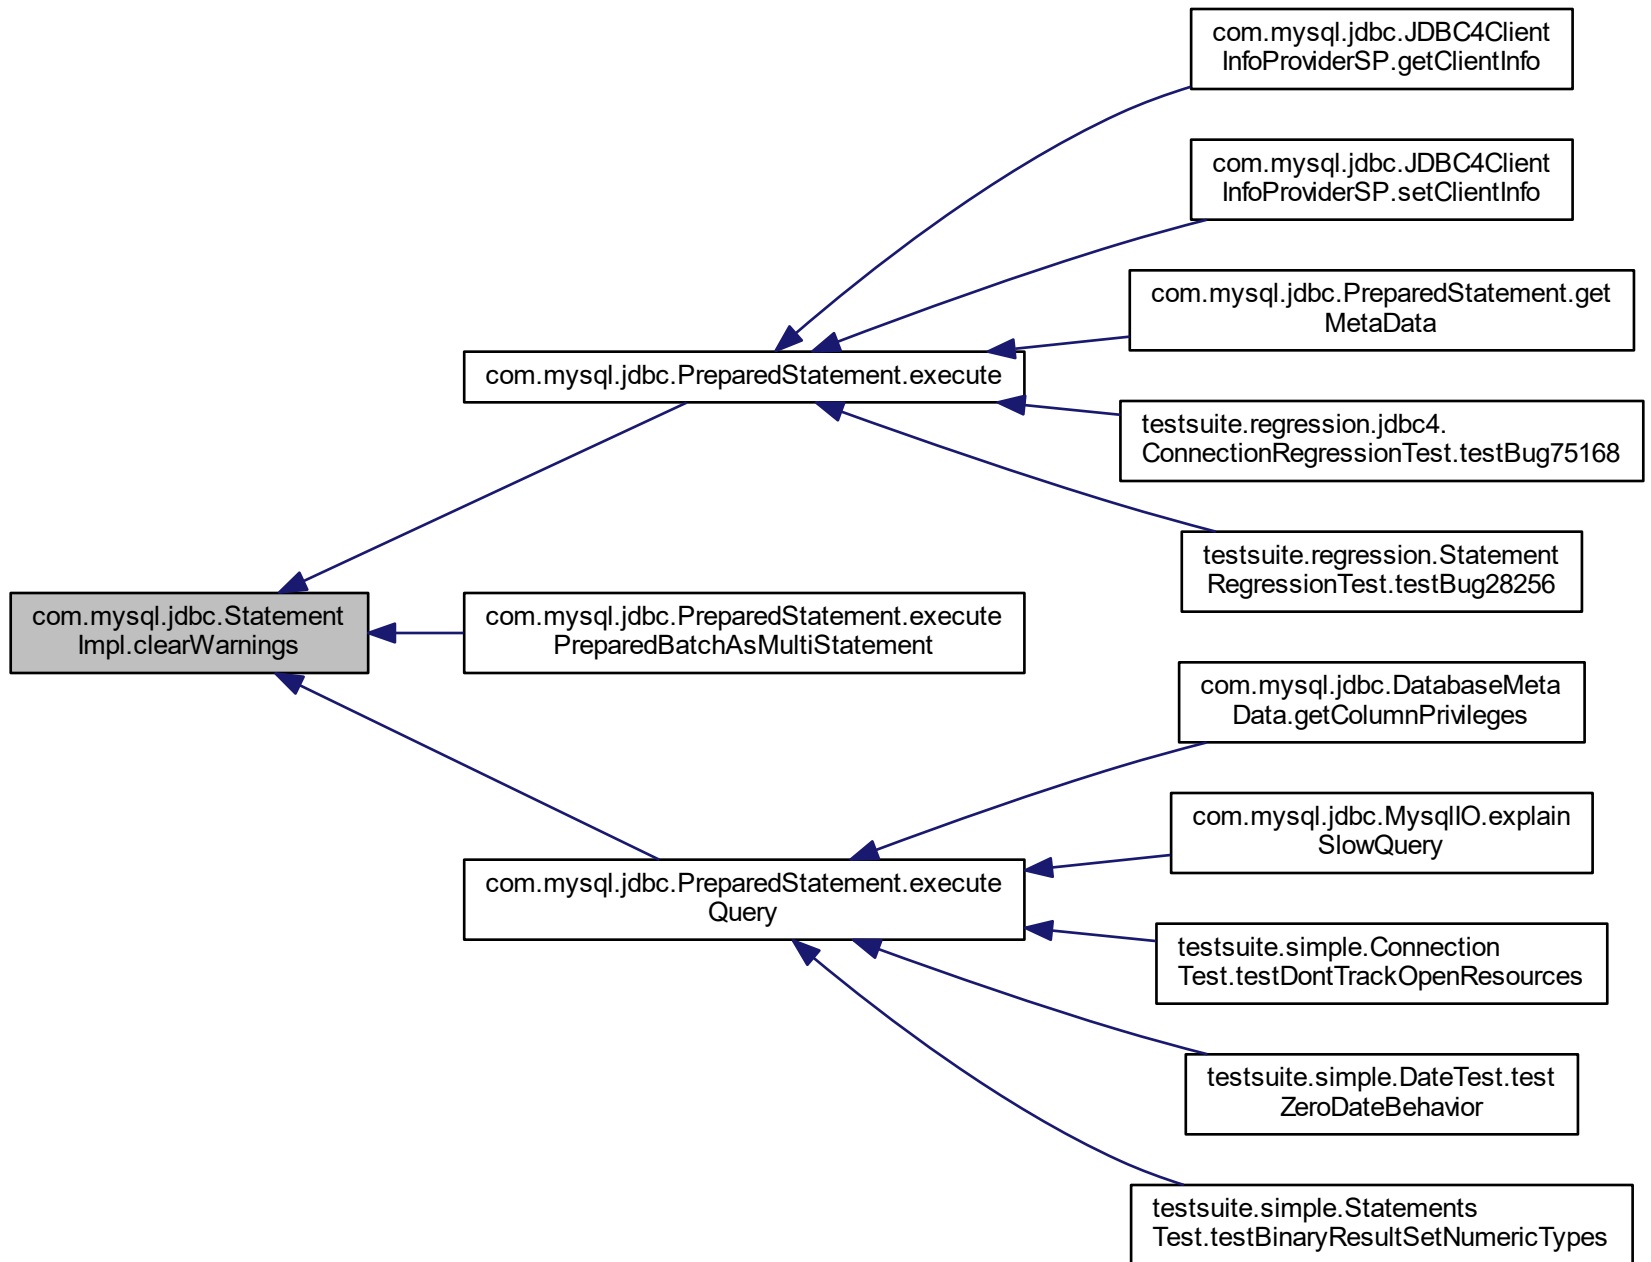 com.mysql.jdbc.JDBC4Client
InfoProviderSP.getClientInfo
com.mysql.jdbc.JDBC4Client
InfoProviderSP.setClientInfo
com.mysql.jdbc.PreparedStatement.get
MetaData
com.mysql.jdbc.PreparedStatement.execute
testsuite.regression.jdbc4.
ConnectionRegressionTest.testBug75168
testsuite.regression.Statement
RegressionTest.testBug28256
com.mysql.jdbc.Statement
Impl.clearWarnings
com.mysql.jdbc.PreparedStatement.execute
PreparedBatchAsMultiStatement
com.mysql.jdbc.DatabaseMeta
Data.getColumnPrivileges
com.mysql.jdbc.MysqlIO.explain
SlowQuery
com.mysql.jdbc.PreparedStatement.execute
Query
testsuite.simple.Connection
Test.testDontTrackOpenResources
testsuite.simple.DateTest.test
ZeroDateBehavior
testsuite.simple.Statements
Test.testBinaryResultSetNumericTypes